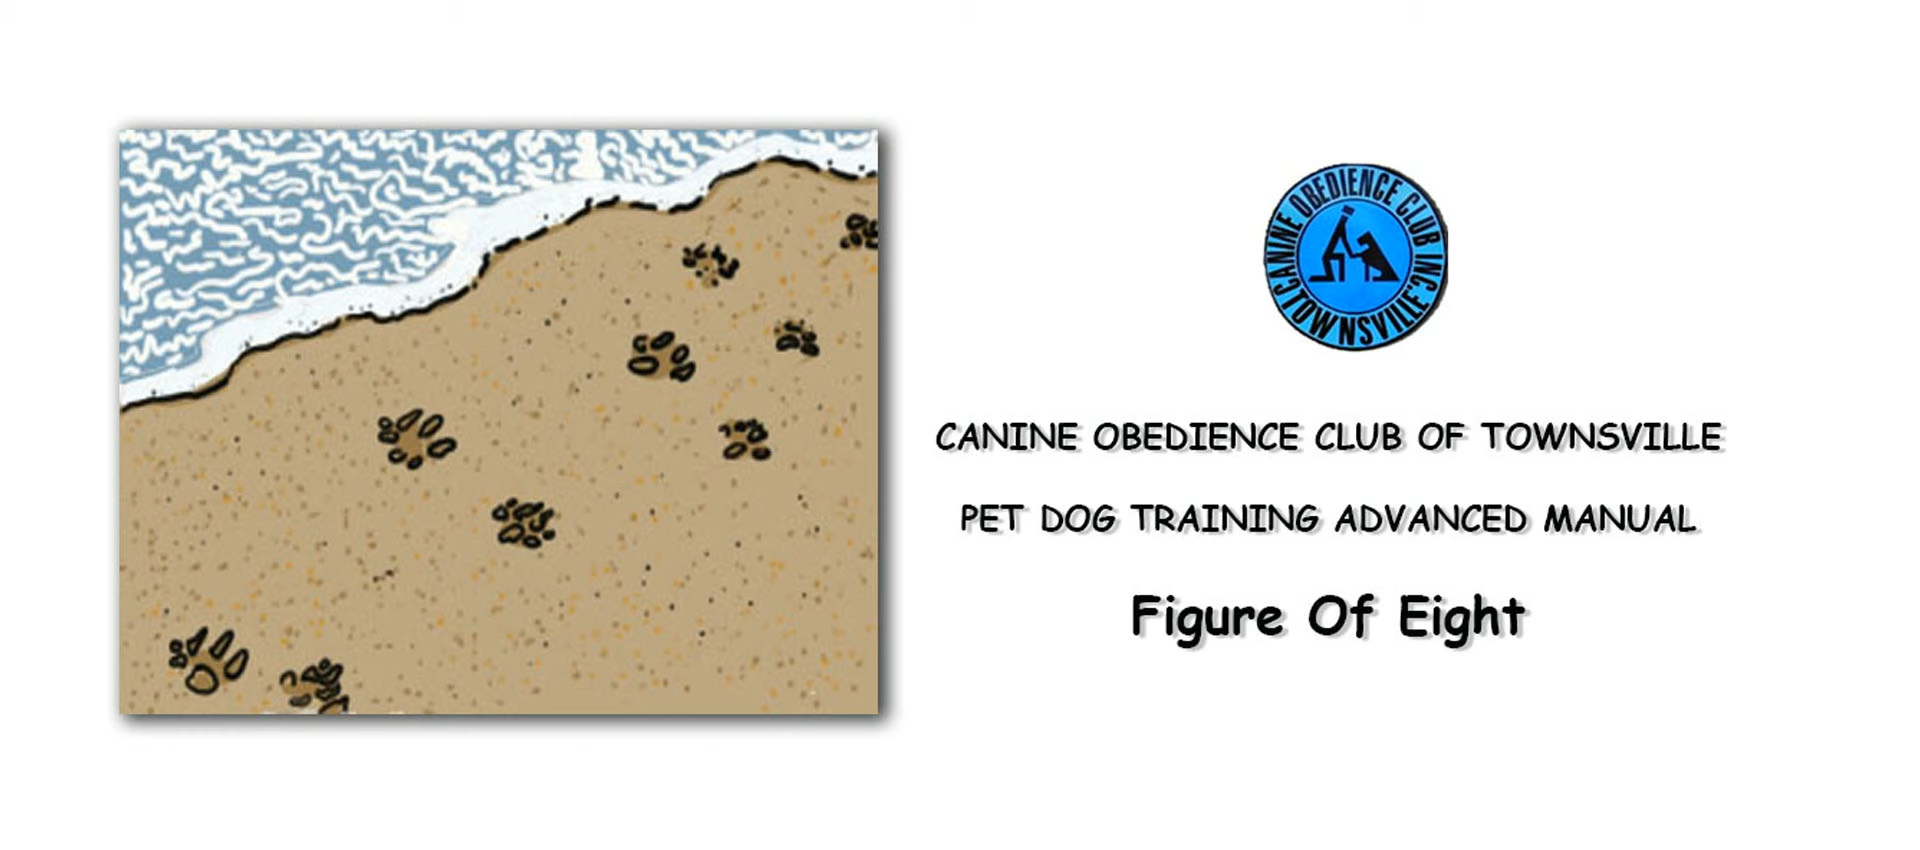 CANINE OBEDIENCE CLUB INC.
TOWNSVILLE
CANINE OBEDIENCE CLUB OF TOWNSVILLE
PET DOG TRAINING ADVANCED MANUAL
Figure Of Eight